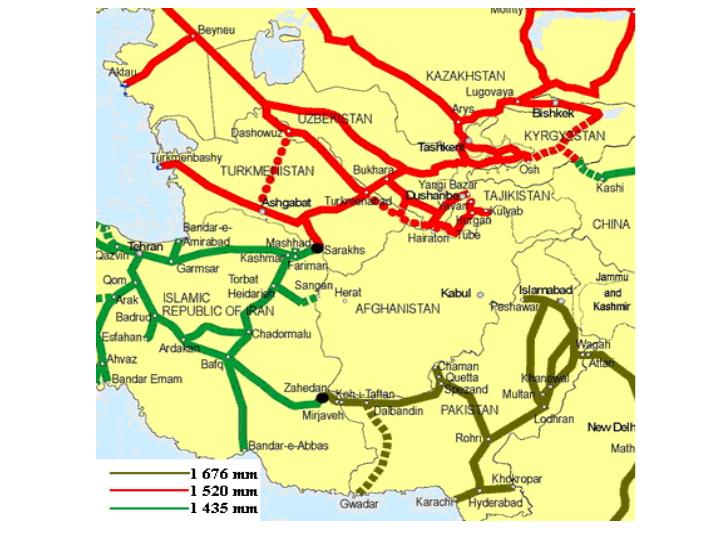 Mointy
Beyneu
Aktau
KAZAKHSTAN
Lugovaya
Arys
Bishkek
UZBEKISTAN
Dashowuz
KYRGYZSTAN
Tashkent
Turkmenbashy
TURKMENISTAN
Bukhara
Osh
Yangi Bazar
Kashi
Dushanbe
TAJIKISTAN
Ashgabat
Turkmenabad
Kulyab
Kurgan
Tube
CHINA
Bandar-e-
Amirabad
Hairaton
Mashhad
Sarakhs
Tehran
Qazvin
Kashmar
Fariman
Garmsar
Qom
Torbat
Heidarieh
Sangan
Herat
Kabul
Islamabad
Jammu
and
Kashmir
Arak
ISLAMIC
REPUBLIC OF IRAN
AFGHANISTAN
Peshawar
Badrud
Esfahan
Chadormalu
Ardakan
Wagah
Attari
Ahvaz
Bafq
Chaman
Quetta
Spezand
Khanewal
Bandar Emam
Zahedan
Koh-i-Taftan
Multan
Mirjaveh
Dalbandin
PAKISTAN
Lodhran
New Delh
Rohri
Bandar-e-Abbas
Math
1 676 mm
Khokropar
1 520 mm
Gwadar
Karachi
Hyderabad
1 435 mm